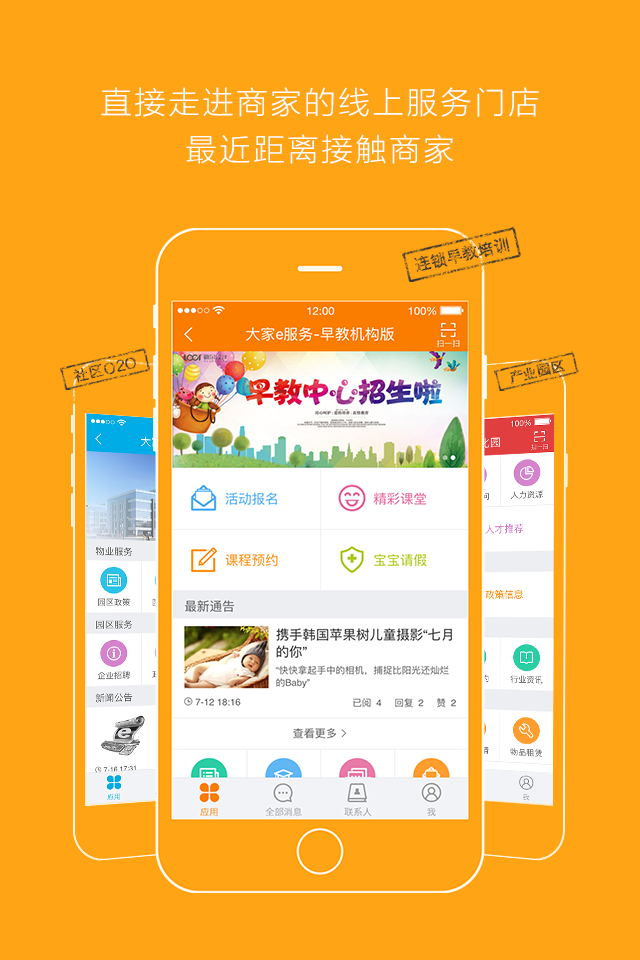 直接走进商家的线上服务门店
最近距离接触商家
连锁早教培训
社区O2O
产业园区
12:00
100%
大家e服务-早教机构版
扫一扫
早教中心招生啦
活动报名
精彩课堂
课程预约
宝宝请假
最新通告
携手韩国苹果树儿童摄影“七月
的你”
“快快拿起手中的相机，捕捉比阳光还灿烂
的Baby”
7-12 18:16
已阅 4
回复 2
赞 2
查看更多
应用
全部消息
联系人
我
大家
物业服务
园区政策
园区服务
企业招聘
新闻公告
7-16 17:31
应用
100%
化园
扫一扫
人力资源
人才推荐
政策信息
行业资讯
物品租赁
我